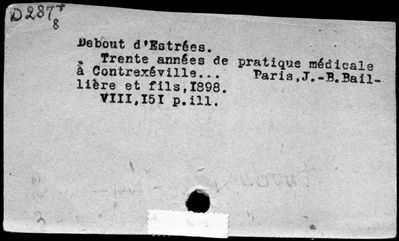 D287+
8
Debout d'Estrées.
Trente années de pratique médicale
à Contrexéville... Paris,J.-B.Bail-
lière et fils,1898.
VIII,151 p.ill.